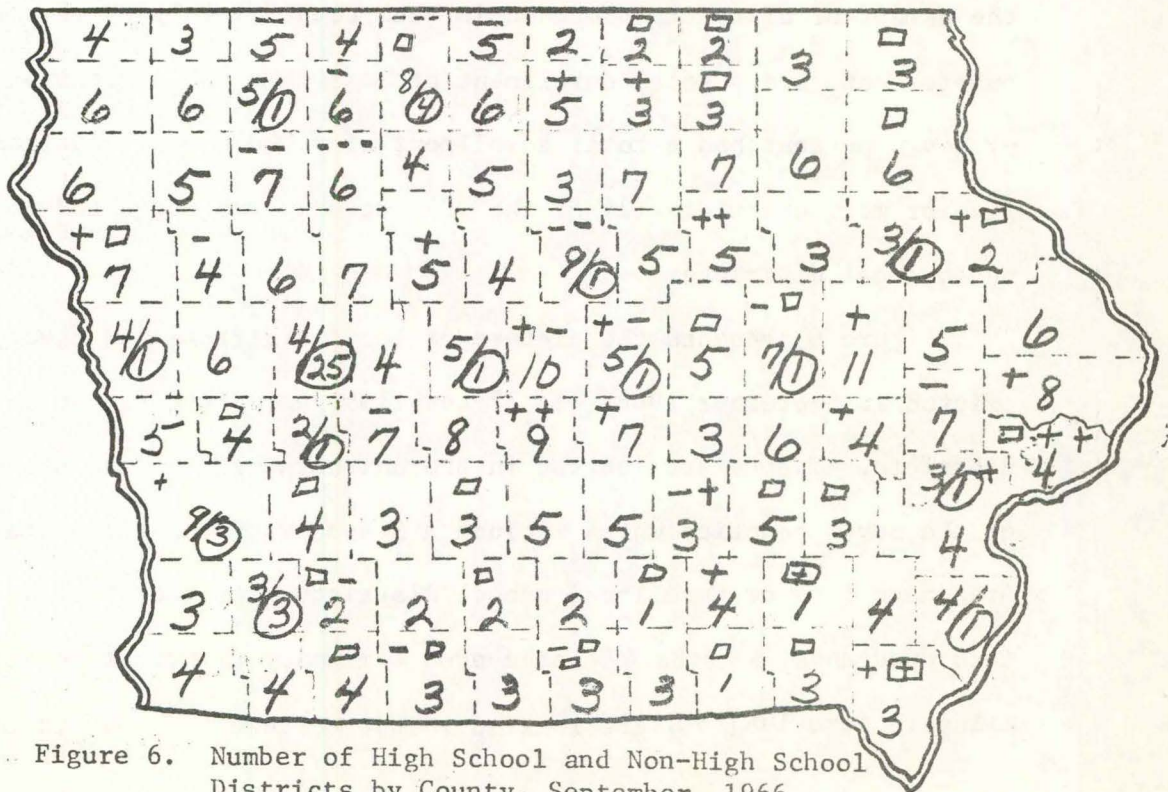 4 3 5 4 5 2 2 2 3 3
6 6 5/1 6 8/4 6 5 3 3
6 5 7 6 4 5 3 7 7 6 6
7 4 6 7 5 4 9/1 5 5 3 3/1 2
4/1 6 4/25 4 5/1 10 5/1 5 7/1 11 5 6
8
5 4 2/1 7 8 9 7 3 6 4 7 4
9/3 4 3 3 5 5 3 5 3 3/1
4
3 3/3 2 2 2 2 1 4 1 4 4/1
4 4 4 3 3 3 3 1 3 3
Figure 6. Number of High School and Non-High School
Districts by County, September, 1966